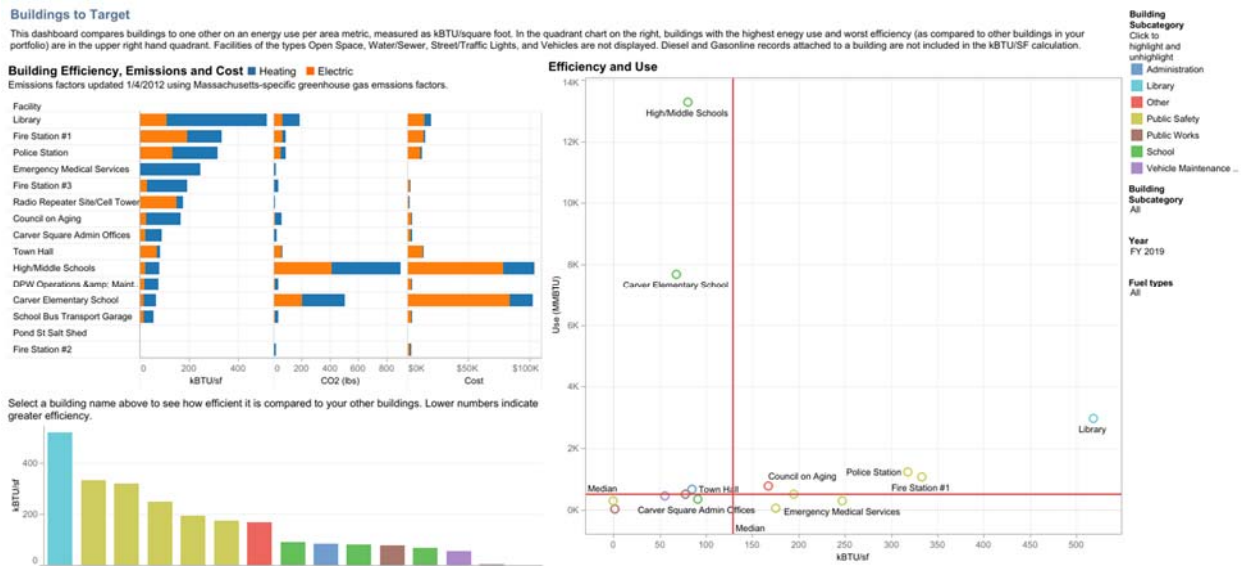 Buildings to Target
This dashboard compares buildings to one other on an energy use per area metric, measured as kBTU/square foot. In the quadrant chart on the right, buildings with the highest enegy use and worst efficiency (as compared to other buildings in your
portfolio) are in the upper right hand quadrant. Facilities of the types Open Space, Water/Sewer, Street/Traffic Lights, and Vehicles are not displayed. Diesel and Gasonline records attached to a building are not included in the kBTU/SF calculation.
Building Efficiency, Emissions and Cost Heating Electric
Emissions factors updated 1/4/2012 using Massachusetts-specific greenhouse gas emssions factors.
Facility
Library
Fire Station #1
Police Station
Emergency Medical Services
Fire Station #3
Radio Repeater Site/Cell Tower
Council on Aging
Carver Square Admin Offices
Town Hall
High/Middle Schools
DPW Operations &amp; Maint..
Carver Elementary School
School Bus Transport Garage
Pond St Salt Shed
Fire Station #2
0 200 400
kBTU/sf
0 200 400 600 800
CO2 (lbs)
$0K $50K $100K
Cost
Select a building name above to see how efficient it is compared to your other buildings. Lower numbers indicate
greater efficiency.
kBTU/sf
400
200
0
Efficiency and Use
Use (MMBTU)
14K
12K
10K
8K
6K
4K
2K
0K
High/Middle Schools
Carver Elementary School
Library
Police Station
Council on Aging
Fire Station #1
Median
Town Hall
Carver Square Admin Offices
Emergency Medical Services
Median
0 50 100 150 200 250 300 350 400 450 500
kBTU/sf
Building
Subcategory
Click to
highlight and
unhighlight
Administration
Library
Other
Public Safety
Public Works
School
Vehicle Maintenance ..
Building
Subcategory
All
Year
FY 2019
Fuel types
All